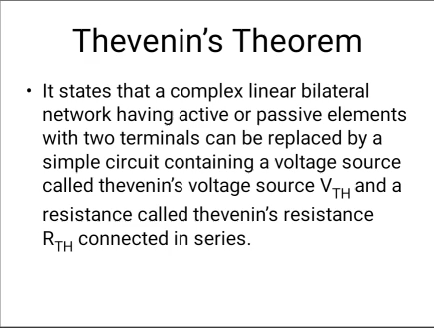 Thevenin's Theorem
• It states that a complex linear bilateral
network having active or passive elements
with two terminals can be replaced by a
simple circuit containing a voltage source
called thevenin's voltage source VTH and a
resistance called thevenin's resistance
RTH connected in series.